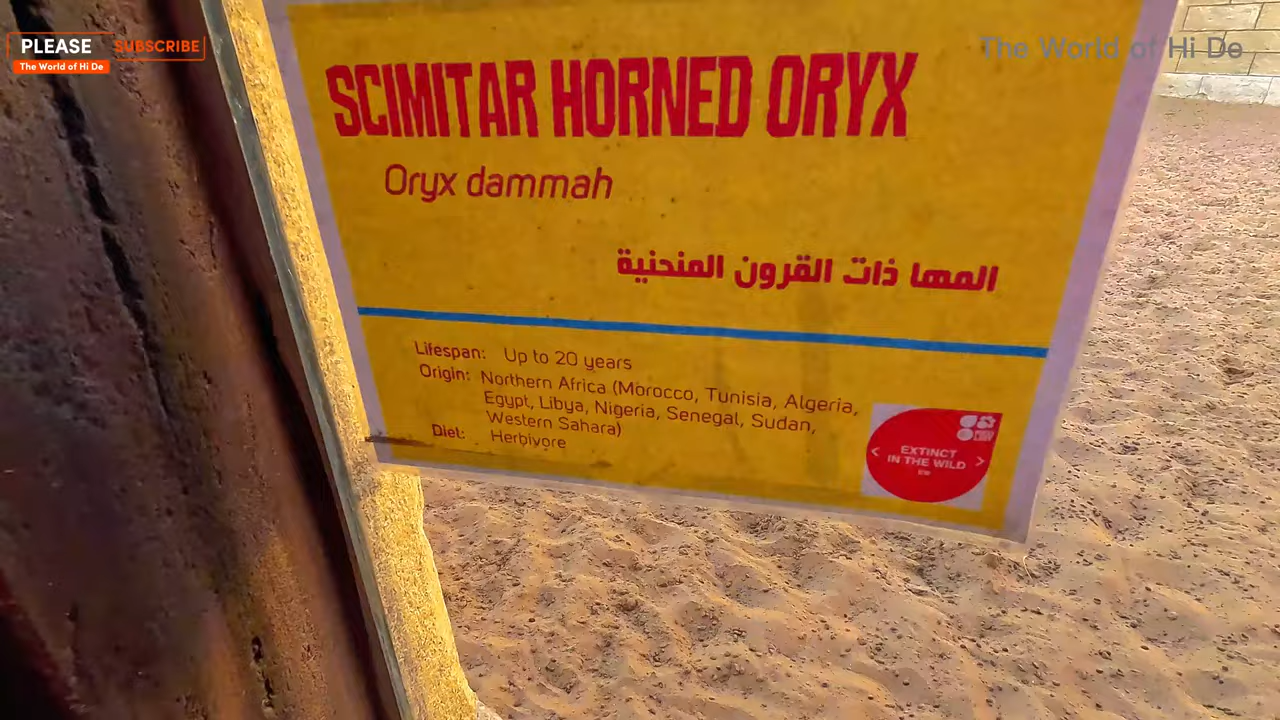 PLEASE SUBSCRIBE
The World of Hi De
The World of Hi De
SCIMITAR HORNED ORYX
Oryx dammah
المها ذات القرون المنحنية
Lifespan: Up to 20 years
Origin: Northern Africa (Morocco, Tunisia, Algeria,
Egypt, Libya, Nigeria, Senegal, Sudan,
Western Sahara)
Diet: Herbivore
EXTINCT
IN THE WILD
EW